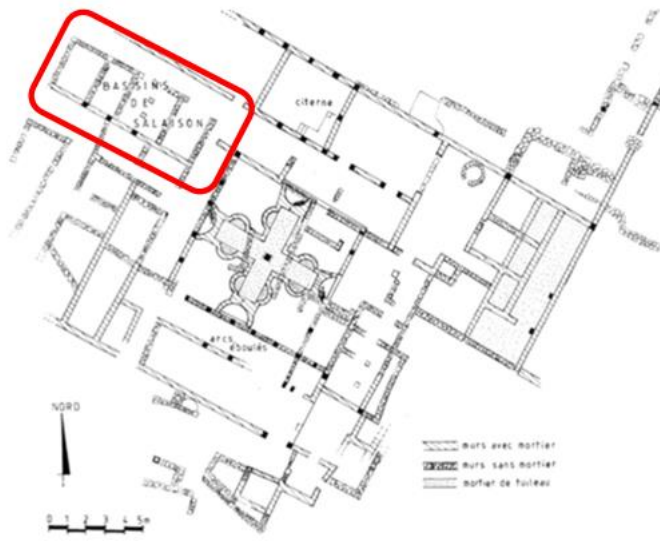 BASSINS
DE
SALAISON
citerne
arcs
éboulés
NORD
murs avec mortier
murs sans mortier
mortier de tuileau
0 1 2 3 4 5m